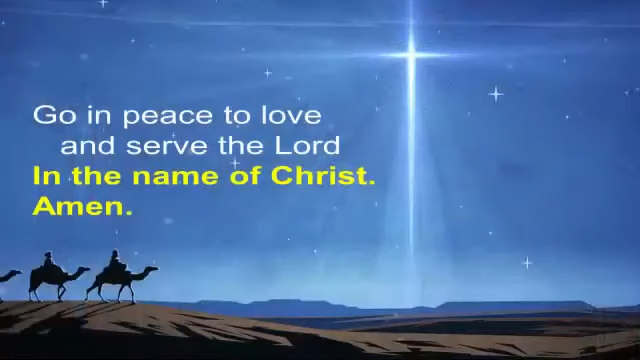 Go in peace to love
and serve the Lord
In the name of Christ.
Amen.